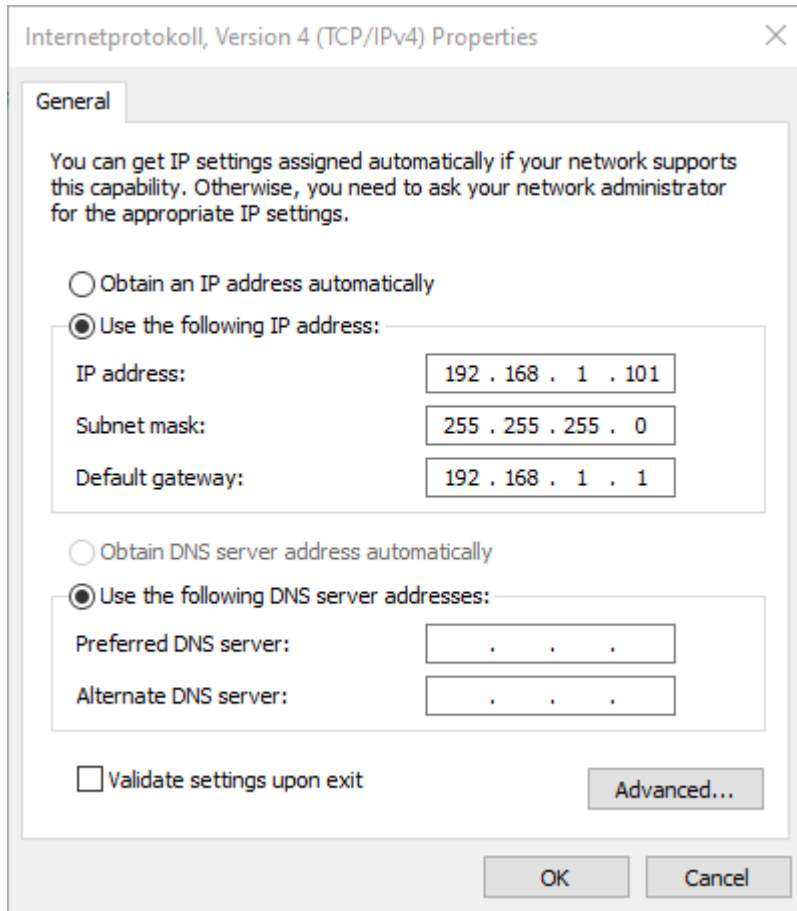 Internetprotokoll, Version 4 (TCP/IPv4) Properties
General
You can get IP settings assigned automatically if your network supports
this capability. Otherwise, you need to ask your network administrator
for the appropriate IP settings.
Obtain an IP address automatically
Use the following IP address:
IP address: 192 . 168 . 1 . 101
Subnet mask: 255 . 255 . 255 . 0
Default gateway: 192 . 168 . 1 . 1
Obtain DNS server address automatically
Use the following DNS server addresses:
Preferred DNS server: . . .
Alternate DNS server: . . .
Validate settings upon exit
Advanced...
OK Cancel